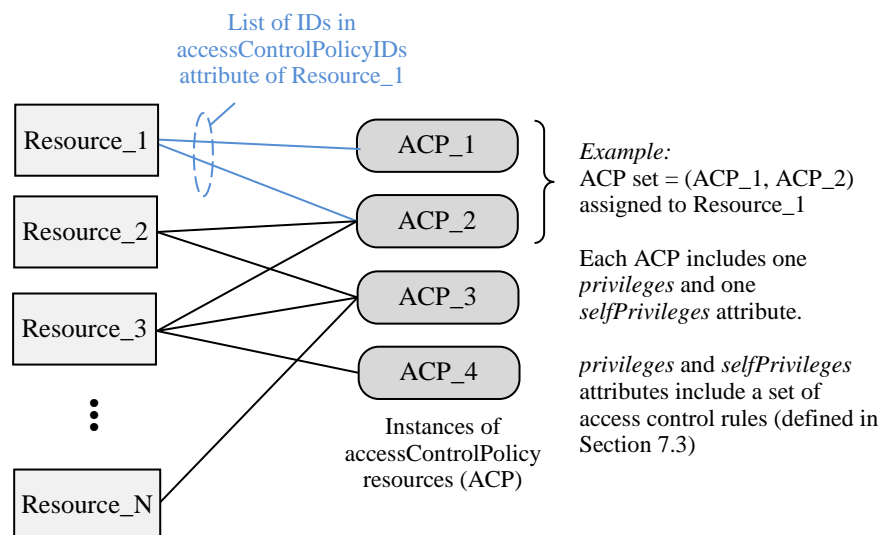 List of IDs in
accessControlPolicyIDs
attribute of Resource_1
Resource_1
Resource_2
Resource_3
Resource_N
ACP_1
ACP_2
ACP_3
ACP_4
Instances of
accessControlPolicy
resources (ACP)
Example:
ACP set = (ACP_1, ACP_2)
assigned to Resource_1
Each ACP includes one
privileges and one
selfPrivileges attribute.
privileges and selfPrivileges
attributes include a set of
access control rules (defined in
Section 7.3)